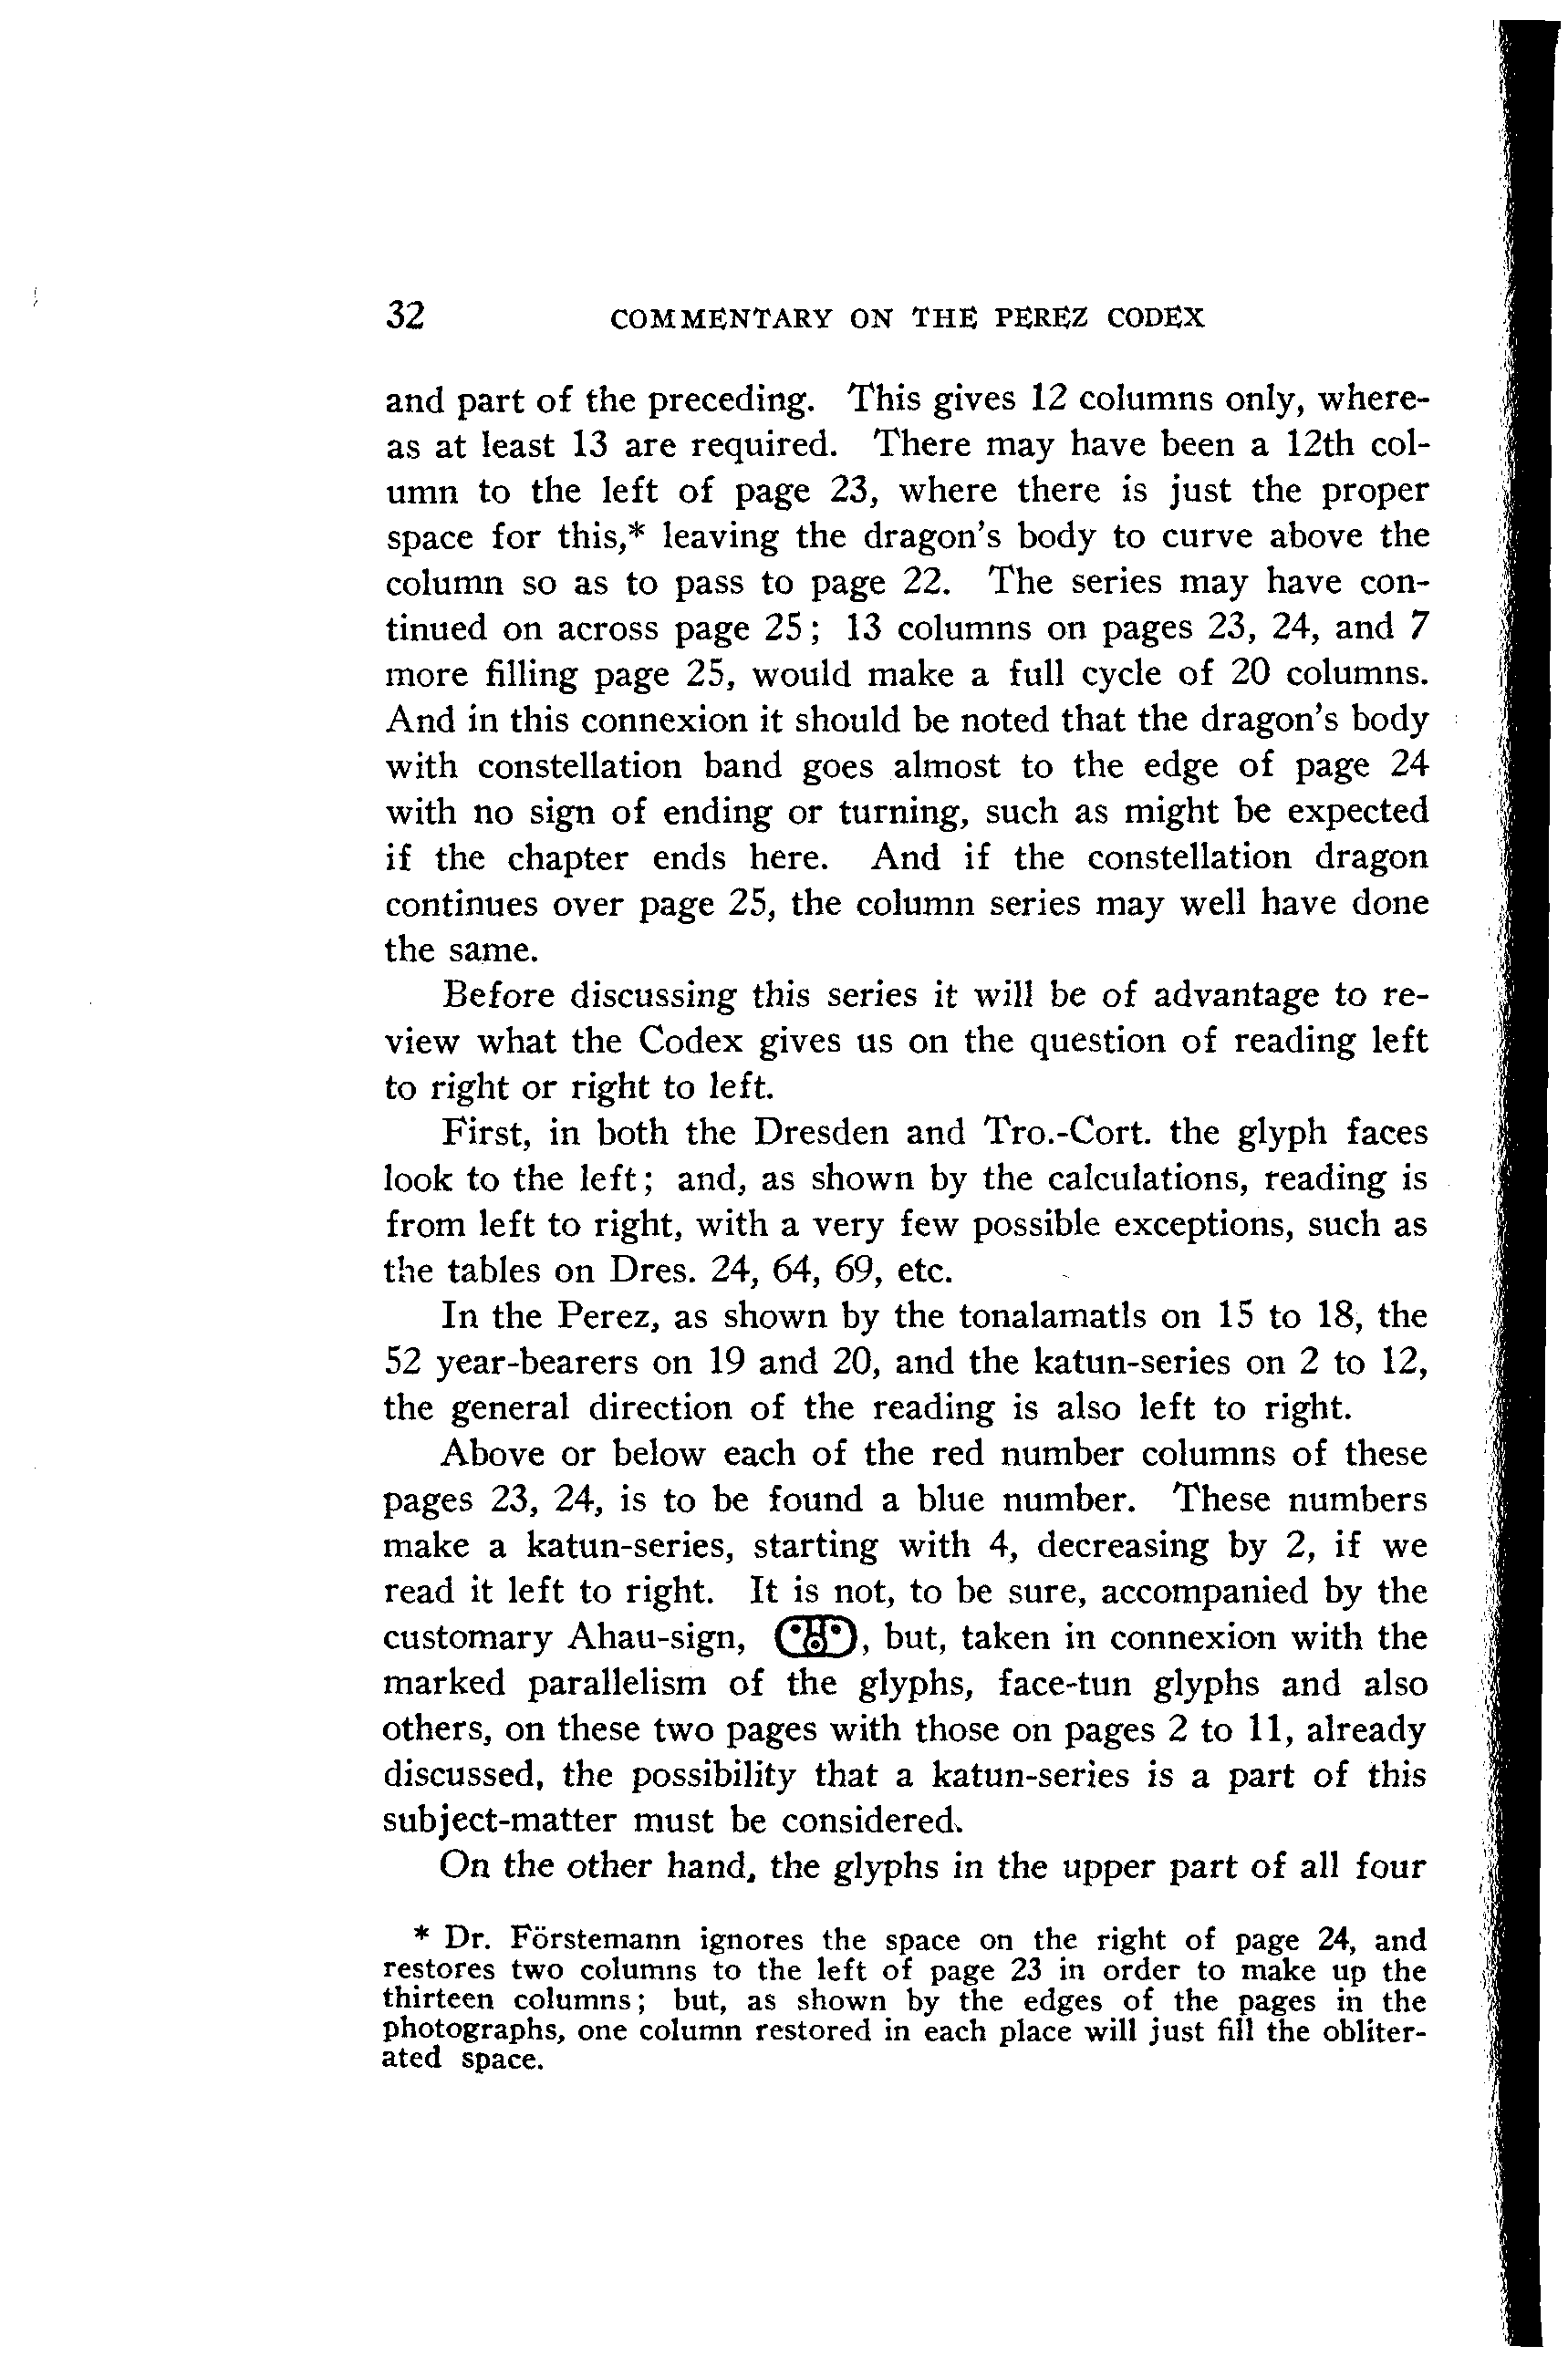 32 COMMENTARY ON THE PEREZ CODEX
and part of the preceding. This gives 12 columns only, where-
as at least 13 are required. There may have been a 12th col-
umn to the left of page 23, where there is just the proper
space for this,* leaving the dragon's body to curve above the
column so as to pass to page 22. The series may have con-
tinued on across page 25; 13 columns on pages 23, 24, and 7
more filling page 25, would make a full cycle of 20 columns.
And in this connexion it should be noted that the dragon's body
with constellation band goes almost to the edge of page 24
with no sign of ending or turning, such as might be expected
if the chapter ends here. And if the constellation dragon
continues over page 25, the column series may well have done
the same.
Before discussing this series it will be of advantage to re-
view what the Codex gives us on the question of reading left
to right or right to left.
First, in both the Dresden and Tro.-Cort. the glyph faces
look to the left; and, as shown by the calculations, reading is
from left to right, with a very few possible exceptions, such as
the tables on Dres. 24, 64, 69, etc.
In the Perez, as shown by the tonalamatls on 15 to 18, the
52 year-bearers on 19 and 20, and the katun-series on 2 to 12,
the general direction of the reading is also left to right.
Above or below each of the red number columns of these
pages 23, 24, is to be found a blue number. These numbers
make a katun-series, starting with 4, decreasing by 2, if we
read it left to right. It is not, to be sure, accompanied by the
customary Ahau-sign, , but, taken in connexion with the
marked parallelism of the glyphs, face-tun glyphs and also
others, on these two pages with those on pages 2 to 11, already
discussed, the possibility that a katun-series is a part of this
subject-matter must be considered.
On the other hand, the glyphs in the upper part of all four
* Dr. Förstemann ignores the space on the right of page 24, and
restores two columns to the left of page 23 in order to make up the
thirteen columns; but, as shown by the edges of the pages in the
photographs, one column restored in each place will just fill the obliter-
ated space.